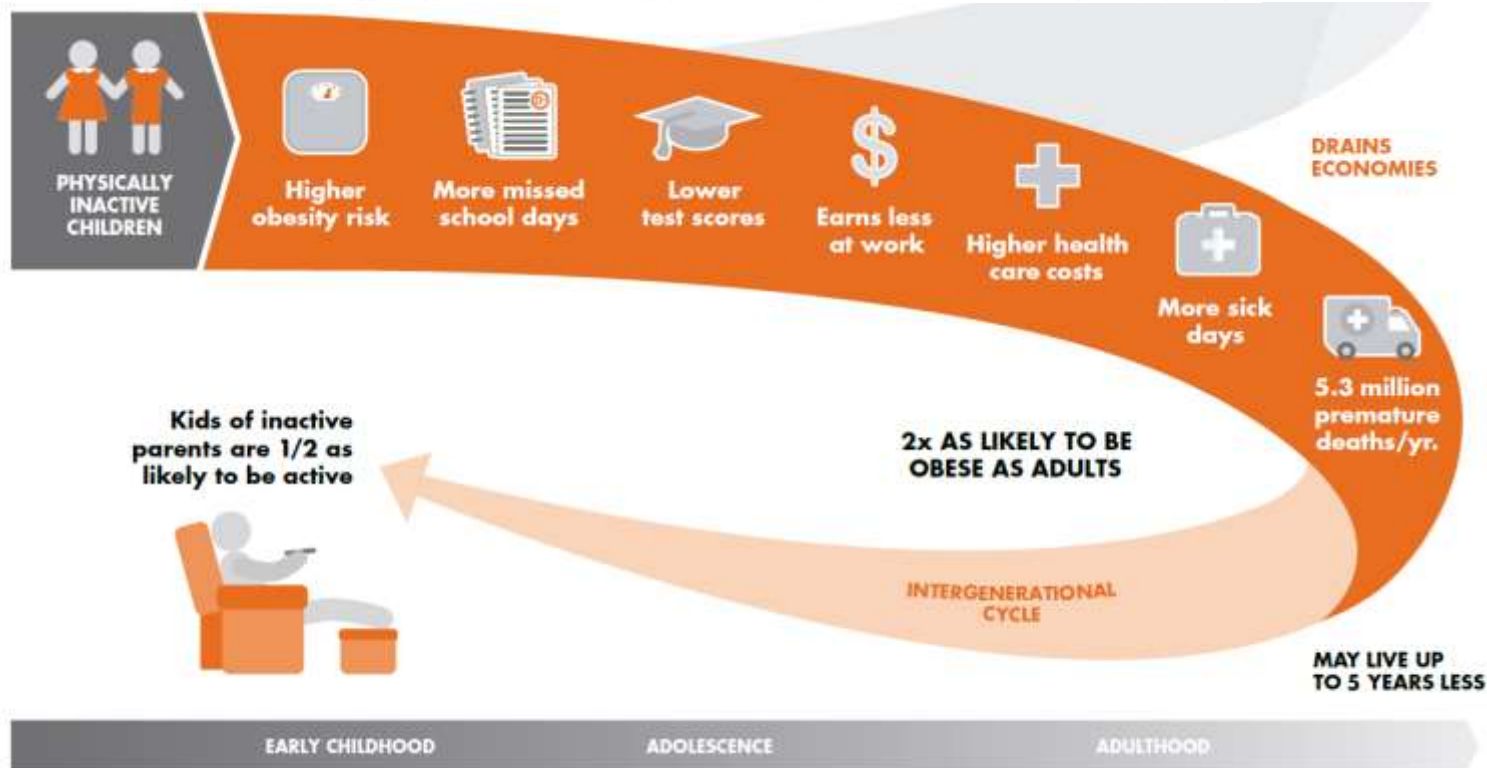 PHYSICALLY
INACTIVE
CHILDREN
Higher
obesity risk
More missed
school days
Lower
test scores
Earns less
at work
Higher health
care costs
More sick
days
5.3 million
premature
deaths/yr.
DRAINS
ECONOMIES
Kids of inactive
parents are 1/2 as
likely to be active
2x AS LIKELY TO BE
OBESE AS ADULTS
INTERGENERATIONAL
CYCLE
MAY LIVE UP
TO 5 YEARS LESS
EARLY CHILDHOOD
ADOLESCENCE
ADULTHOOD